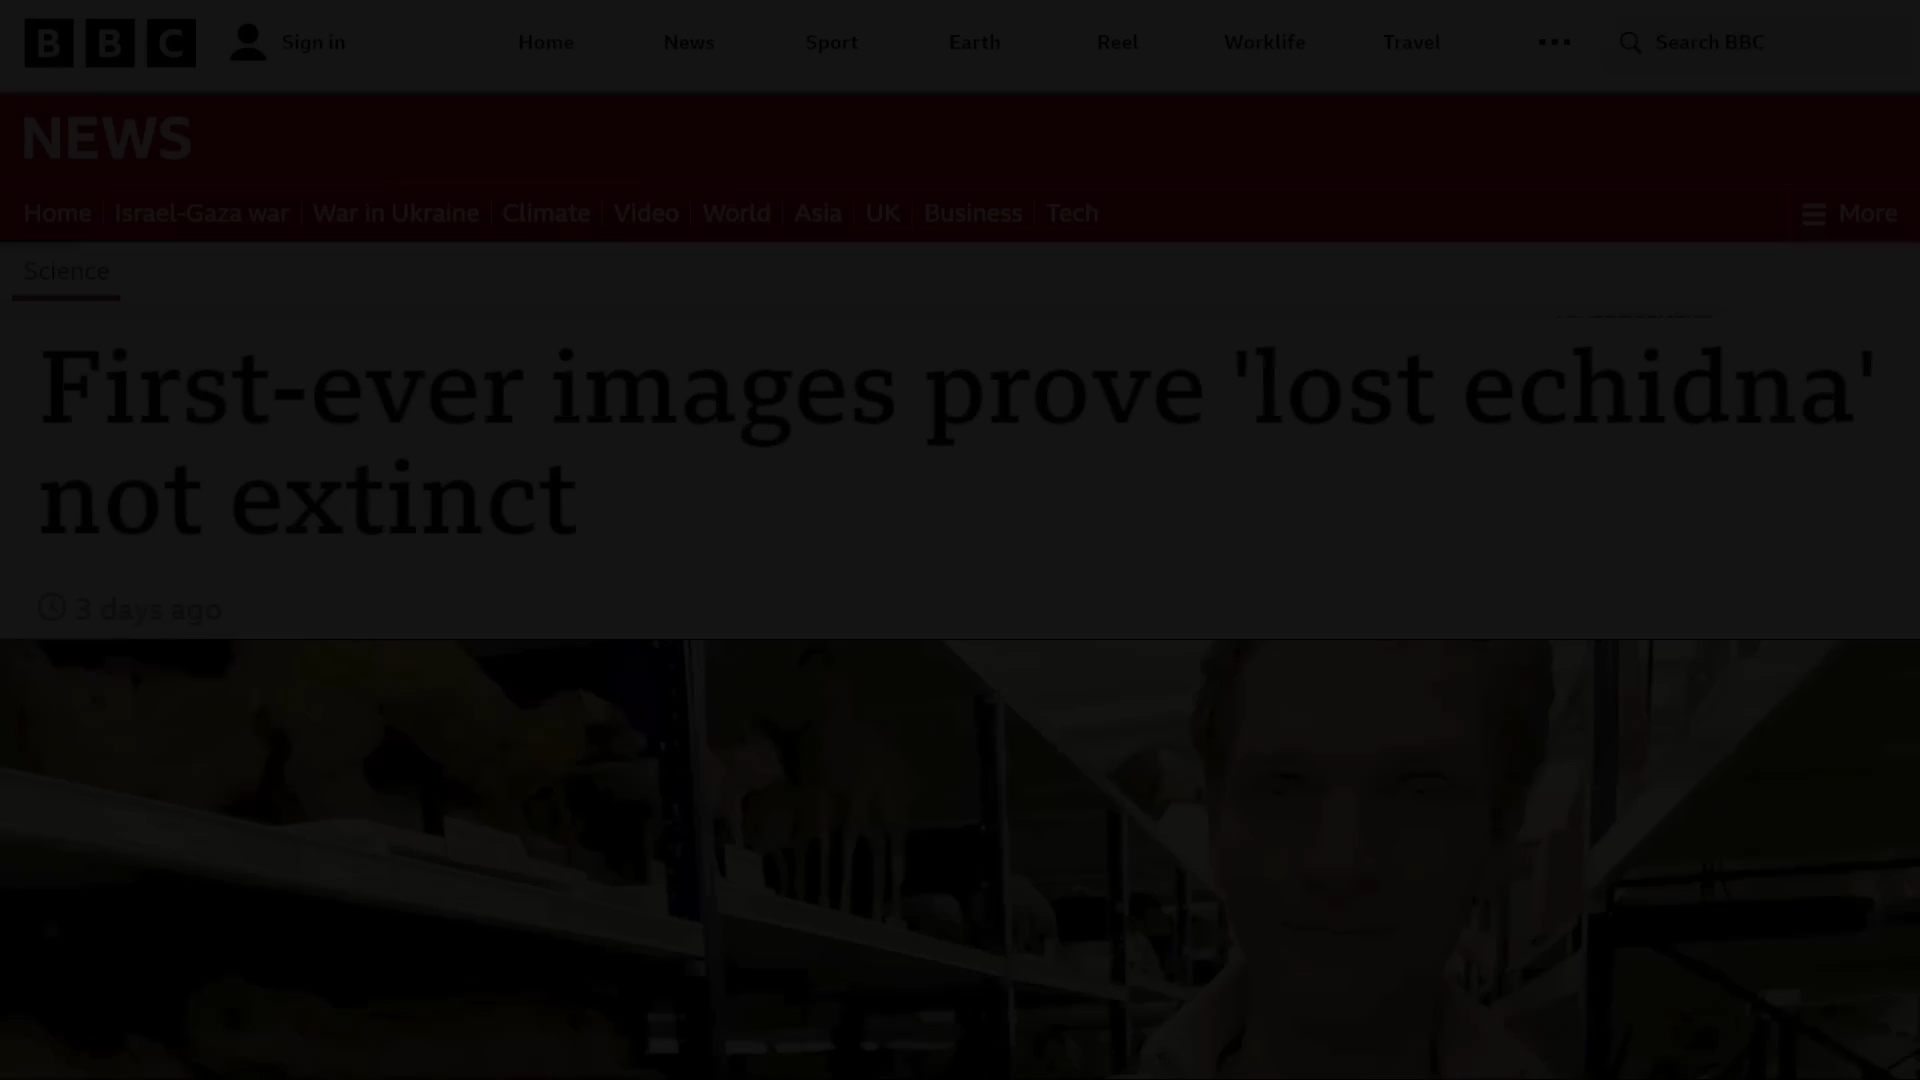 BBC Sign in Home News Sport Earth Reel Worklife Travel Search BBC
NEWS
Home Israel-Gaza war War in Ukraine Climate Video World Asia UK Business Tech More
Science
First-ever images prove 'lost echidna'
not extinct
3 days ago